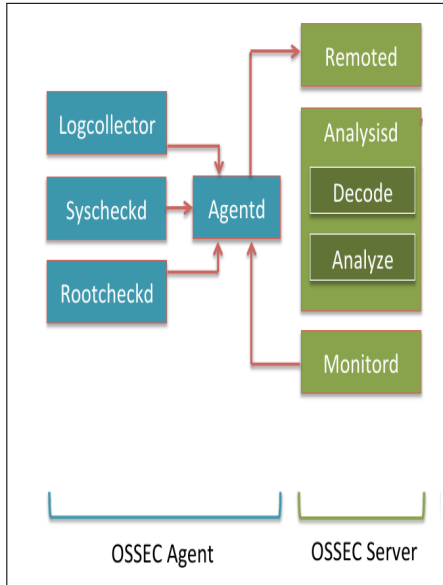 Remoted
Logcollector
Analysisd
Syscheckd
Agentd
Decode
Analyze
Rootcheckd
Monitord
OSSEC Agent
OSSEC Server